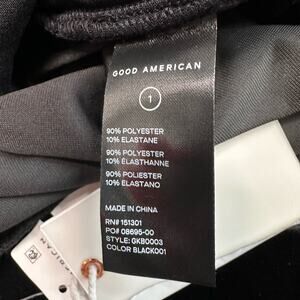 GOOD AMERICAN
1
90% POLYESTER
10% ELASTANE
90% POLYESTER
10% ÉLASTHANNE
90% POLIESTER
10% ELASTANO
MADE IN CHINA
RN# 151301
PO# 08695-00
STYLE: GKB0003
COLOR BLACK001